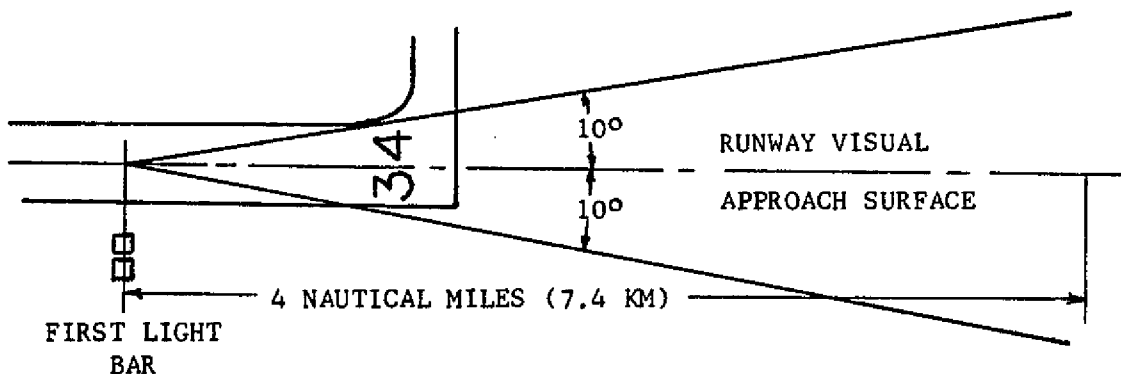 10°
34
RUNWAY VISUAL
APPROACH SURFACE
10°
4 NAUTICAL MILES (7.4 KM)
FIRST LIGHT
BAR